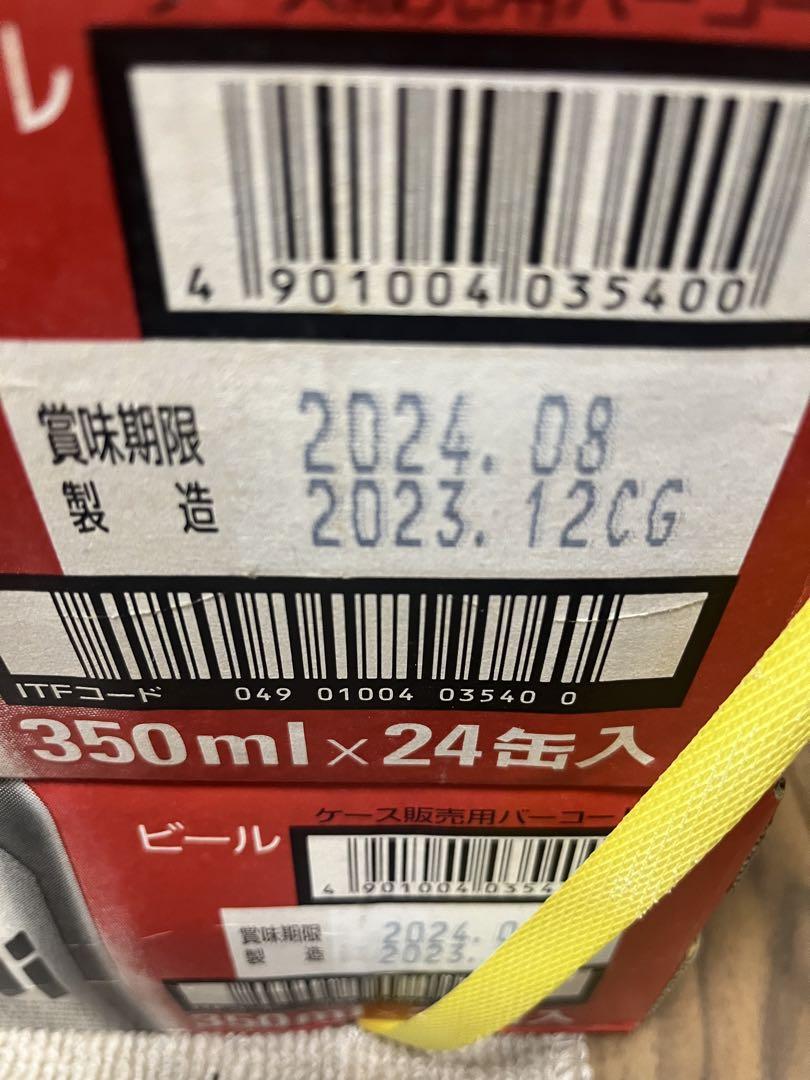 ケース販売用バーコー
ル
4 901004 035400
賞味期限 2024.08
製造 2023.12CG
ITFコード 049 01004 03540 0
350ml×24缶入
ケース販売用バーコード
ビール
4 901004 0354
賞味期限 2024.
製造 2023.
350ml 入